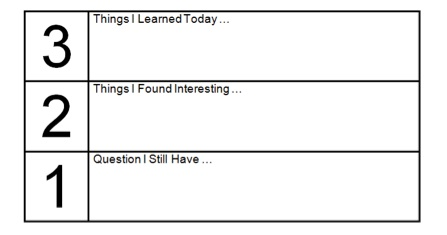 3
Things I Learned Today…
2
Things I Found Interesting…
1
Question I Still Have …